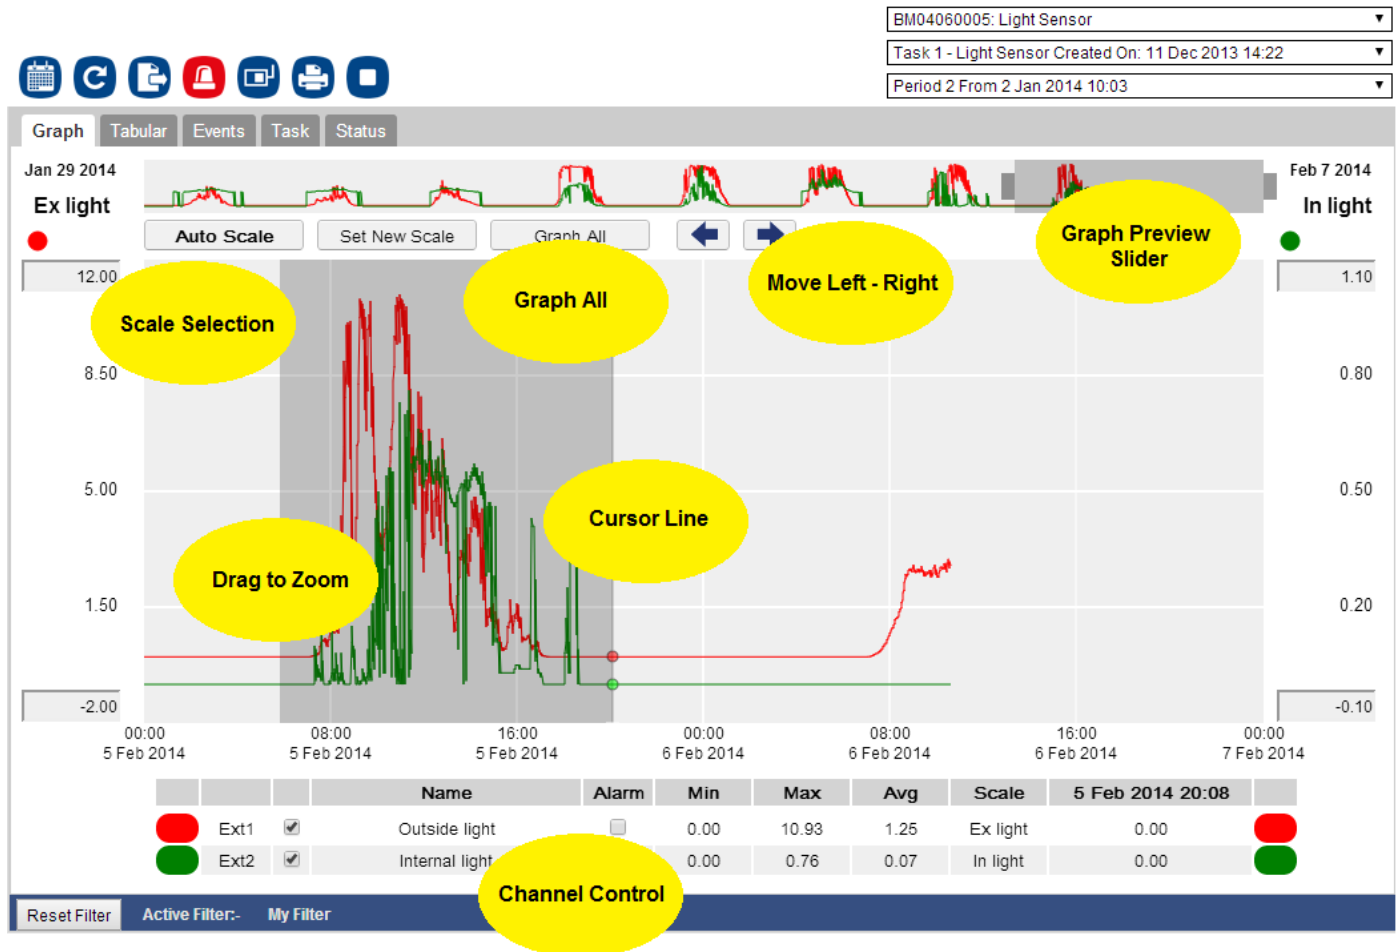 BM04060005: Light Sensor
Task 1 - Light Sensor Created On: 11 Dec 2013 14:22
Period 2 From 2 Jan 2014 10:03
Graph Tabular Events Task Status
Jan 29 2014
Feb 7 2014
Ex light
In light
Auto Scale Set New Scale Graph All
Graph Preview
Slider
Move Left - Right
Graph All
Scale Selection
12.00
1.10
8.50
0.80
5.00
0.50
Cursor Line
Drag to Zoom
1.50
0.20
-2.00
-0.10
00:00 08:00 16:00 00:00 08:00 16:00 00:00
5 Feb 2014 5 Feb 2014 5 Feb 2014 6 Feb 2014 6 Feb 2014 6 Feb 2014 7 Feb 2014
Name Alarm Min Max Avg Scale 5 Feb 2014 20:08
Ext1 Outside light 0.00 10.93 1.25 Ex light 0.00
Ext2 Internal light 0.00 0.76 0.07 In light 0.00
Channel Control
Reset Filter Active Filter:- My Filter